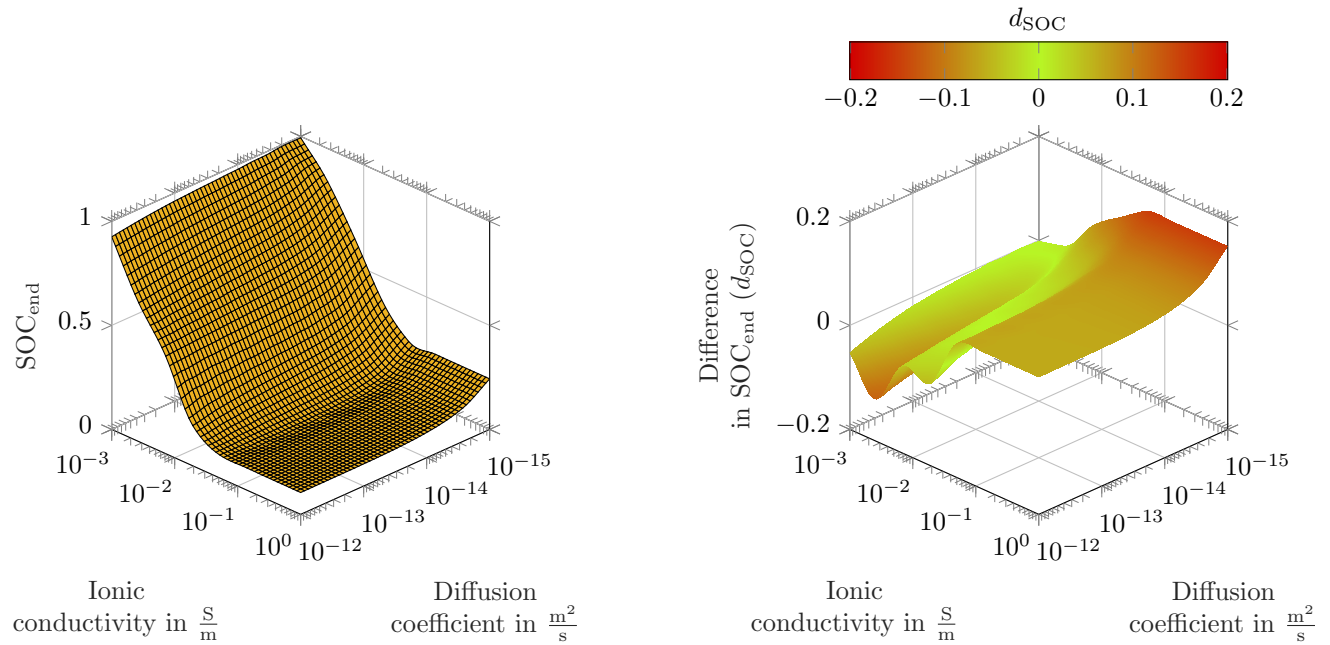 1
0.5
0
SOC_end
10^−3
10^−2
10^−1
10^0
10^−12
10^−13
10^−14
10^−15
Ionic
conductivity in S/m
Diffusion
coefficient in m²/s
d_SOC
−0.2 −0.1 0 0.1 0.2
0.2
0
−0.2
Difference
in SOC_end (d_SOC)
10^−3
10^−2
10^−1
10^0
10^−12
10^−13
10^−14
10^−15
Ionic
conductivity in S/m
Diffusion
coefficient in m²/s